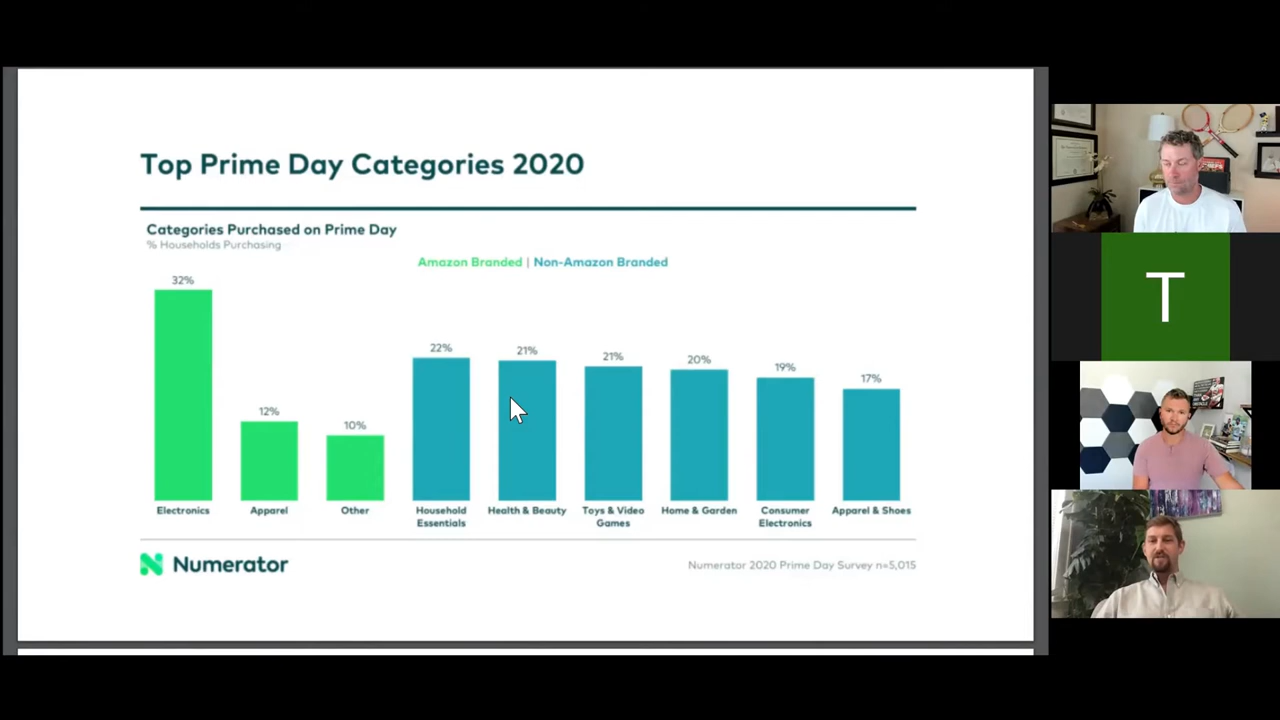 Top Prime Day Categories 2020
Categories Purchased on Prime Day
% Households Purchasing
Amazon Branded | Non-Amazon Branded
32%
12%
10%
22%
21%
21%
20%
19%
17%
Electronics
Apparel
Other
Household
Essentials
Health & Beauty
Toys & Video
Games
Home & Garden
Consumer
Electronics
Apparel & Shoes
Numerator
Numerator 2020 Prime Day Survey n=5,015
T